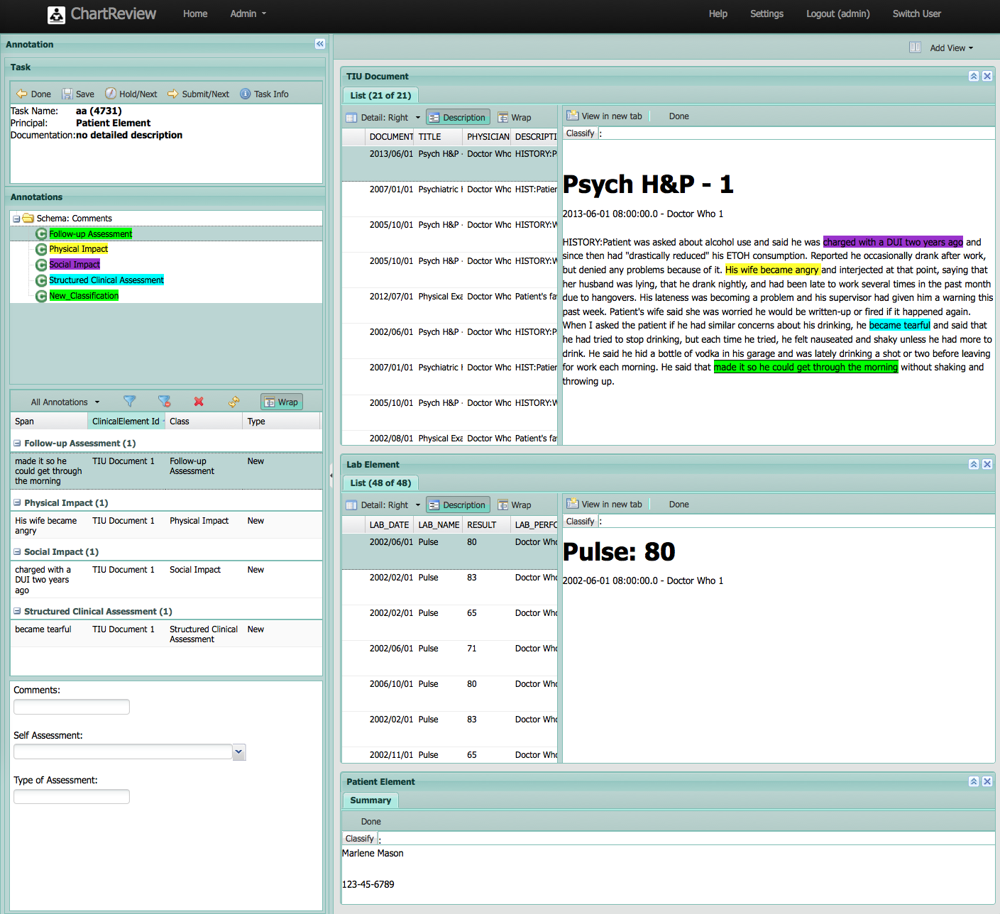 ChartReview Home Admin Help Settings Logout (admin) Switch User
Annotation
Task
Done Save Hold/Next Submit/Next Task Info
Task Name: aa (4731)
Principal: Patient Element
Documentation: no detailed description
Annotations
Schema: Comments
Follow-up Assessment
Physical Impact
Social Impact
Structured Clinical Assessment
New_Classification
All Annotations Wrap
Span ClinicalElement Id Class Type
Follow-up Assessment (1)
made it so he TIU Document 1 Follow-up New
could get through Assessment
the morning
Physical Impact (1)
His wife became TIU Document 1 Physical Impact New
angry
Social Impact (1)
charged with a TIU Document 1 Social Impact New
DUI two years
ago
Structured Clinical Assessment (1)
became tearful TIU Document 1 Structured Clinical New
Assessment
Comments:
Self Assessment:
Type of Assessment:
Add View
TIU Document
List (21 of 21)
Detail: Right Description Wrap
DOCUMENT TITLE PHYSICIAN DESCRIPTI
2013/06/01 Psych H&P - Doctor Who HISTORY:P
2007/01/01 Psychiatric Doctor Who HIST:Patien
2005/10/01 Psych H&P - Doctor Who HISTORY:W
2005/10/01 Psych H&P - Doctor Who HISTORY:W
2012/07/01 Physical Exa Doctor Who Patient's fa
2002/06/01 Psych H&P - Doctor Who HISTORY:P
2007/01/01 Psychiatric Doctor Who HIST:Patien
2005/10/01 Psych H&P - Doctor Who HISTORY:W
2002/08/01 Physical Exa Doctor Who Patient's fa
View in new tab Done
Classify :
Psych H&P - 1
2013-06-01 08:00:00.0 - Doctor Who 1
HISTORY:Patient was asked about alcohol use and said he was charged with a DUI two years ago and
since then had "drastically reduced" his ETOH consumption. Reported he occasionally drank after work,
but denied any problems because of it. His wife became angry and interjected at that point, saying that
her husband was lying, that he drank nightly, and had been late to work several times in the past month
due to hangovers. His lateness was becoming a problem and his supervisor had given him a warning this
past week. Patient's wife said she was worried he would be written-up or fired if it happened again.
When I asked the patient if he had similar concerns about his drinking, he became tearful and said that
he had tried to stop drinking, but each time he tried, he felt nauseated and shaky unless he had more to
drink. He said he hid a bottle of vodka in his garage and was lately drinking a shot or two before leaving
for work each morning. He said that made it so he could get through the morning without shaking and
throwing up.
Lab Element
List (48 of 48)
Detail: Right Description Wrap
LAB_DATE LAB_NAME RESULT LAB_PERFO
2002/06/01 Pulse 80 Doctor Who
2002/02/01 Pulse 83 Doctor Who
2002/02/01 Pulse 65 Doctor Who
2002/06/01 Pulse 71 Doctor Who
2006/10/01 Pulse 80 Doctor Who
2002/02/01 Pulse 83 Doctor Who
2002/11/01 Pulse 65 Doctor Who
View in new tab Done
Classify :
Pulse: 80
2002-06-01 08:00:00.0 - Doctor Who 1
Patient Element
Summary
Done
Classify :
Marlene Mason
123-45-6789